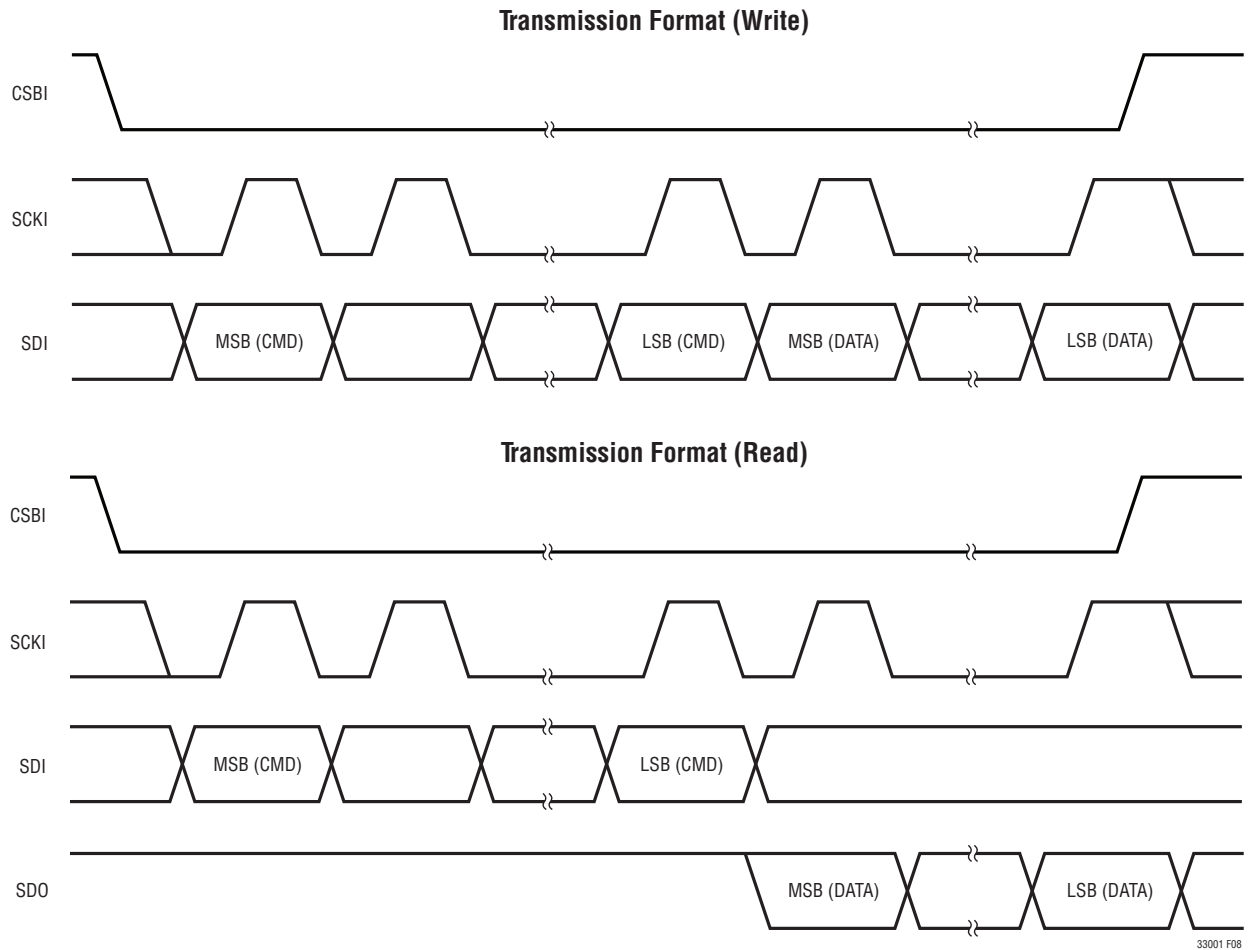 Transmission Format (Write)
CSBI
SCKI
SDI MSB (CMD) LSB (CMD) MSB (DATA) LSB (DATA)
Transmission Format (Read)
CSBI
SCKI
SDI MSB (CMD) LSB (CMD)
SDO MSB (DATA) LSB (DATA)
33001 F08